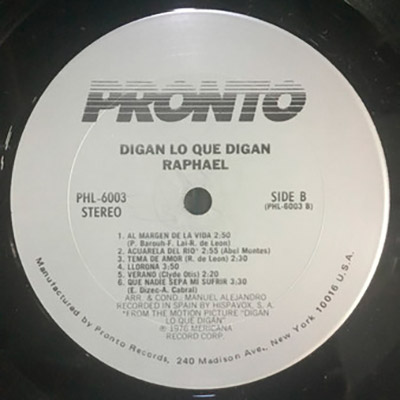 PRONTO
DIGAN LO QUE DIGAN
RAPHAEL
PHL-6003
STEREO
SIDE B
(PHL-6003 B)
1. AL MARGEN DE LA VIDA 2:50
(P. Barouh-F. Lai-R. de Leon)
2. ACUARELA DEL RIO* 2:55 (Abel Montes)
3. TEMA DE AMOR (R. de Leon) 2:30
4. LLORONA 3:50
5. VERANO (Clyde Otis) 2:20
6. QUE NADIE SEPA MI SUFRIR 3:30
(E. Dizeo-A. Cabral)
ARR. & COND.: MANUEL ALEJANDRO
RECORDED IN SPAIN BY HISPAVOX, S. A.
*FROM THE MOTION PICTURE "DIGAN
LO QUE DIGAN"
℗ 1976 MERICANA
RECORD CORP.
Manufactured by Pronto Records, 240 Madison Ave., New York 10016 U.S.A.